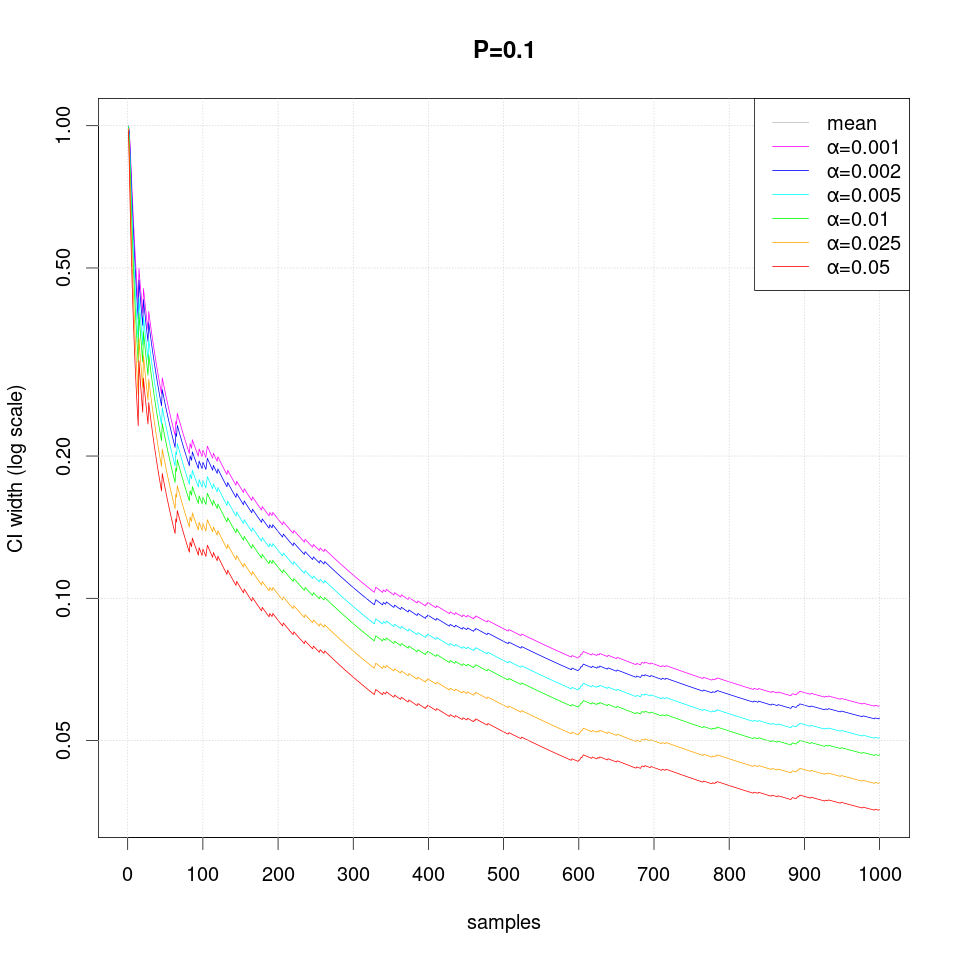 P=0.1
mean
α=0.001
α=0.002
α=0.005
α=0.01
α=0.025
α=0.05
CI width (log scale)
1.00
0.50
0.20
0.10
0.05
0 100 200 300 400 500 600 700 800 900 1000
samples